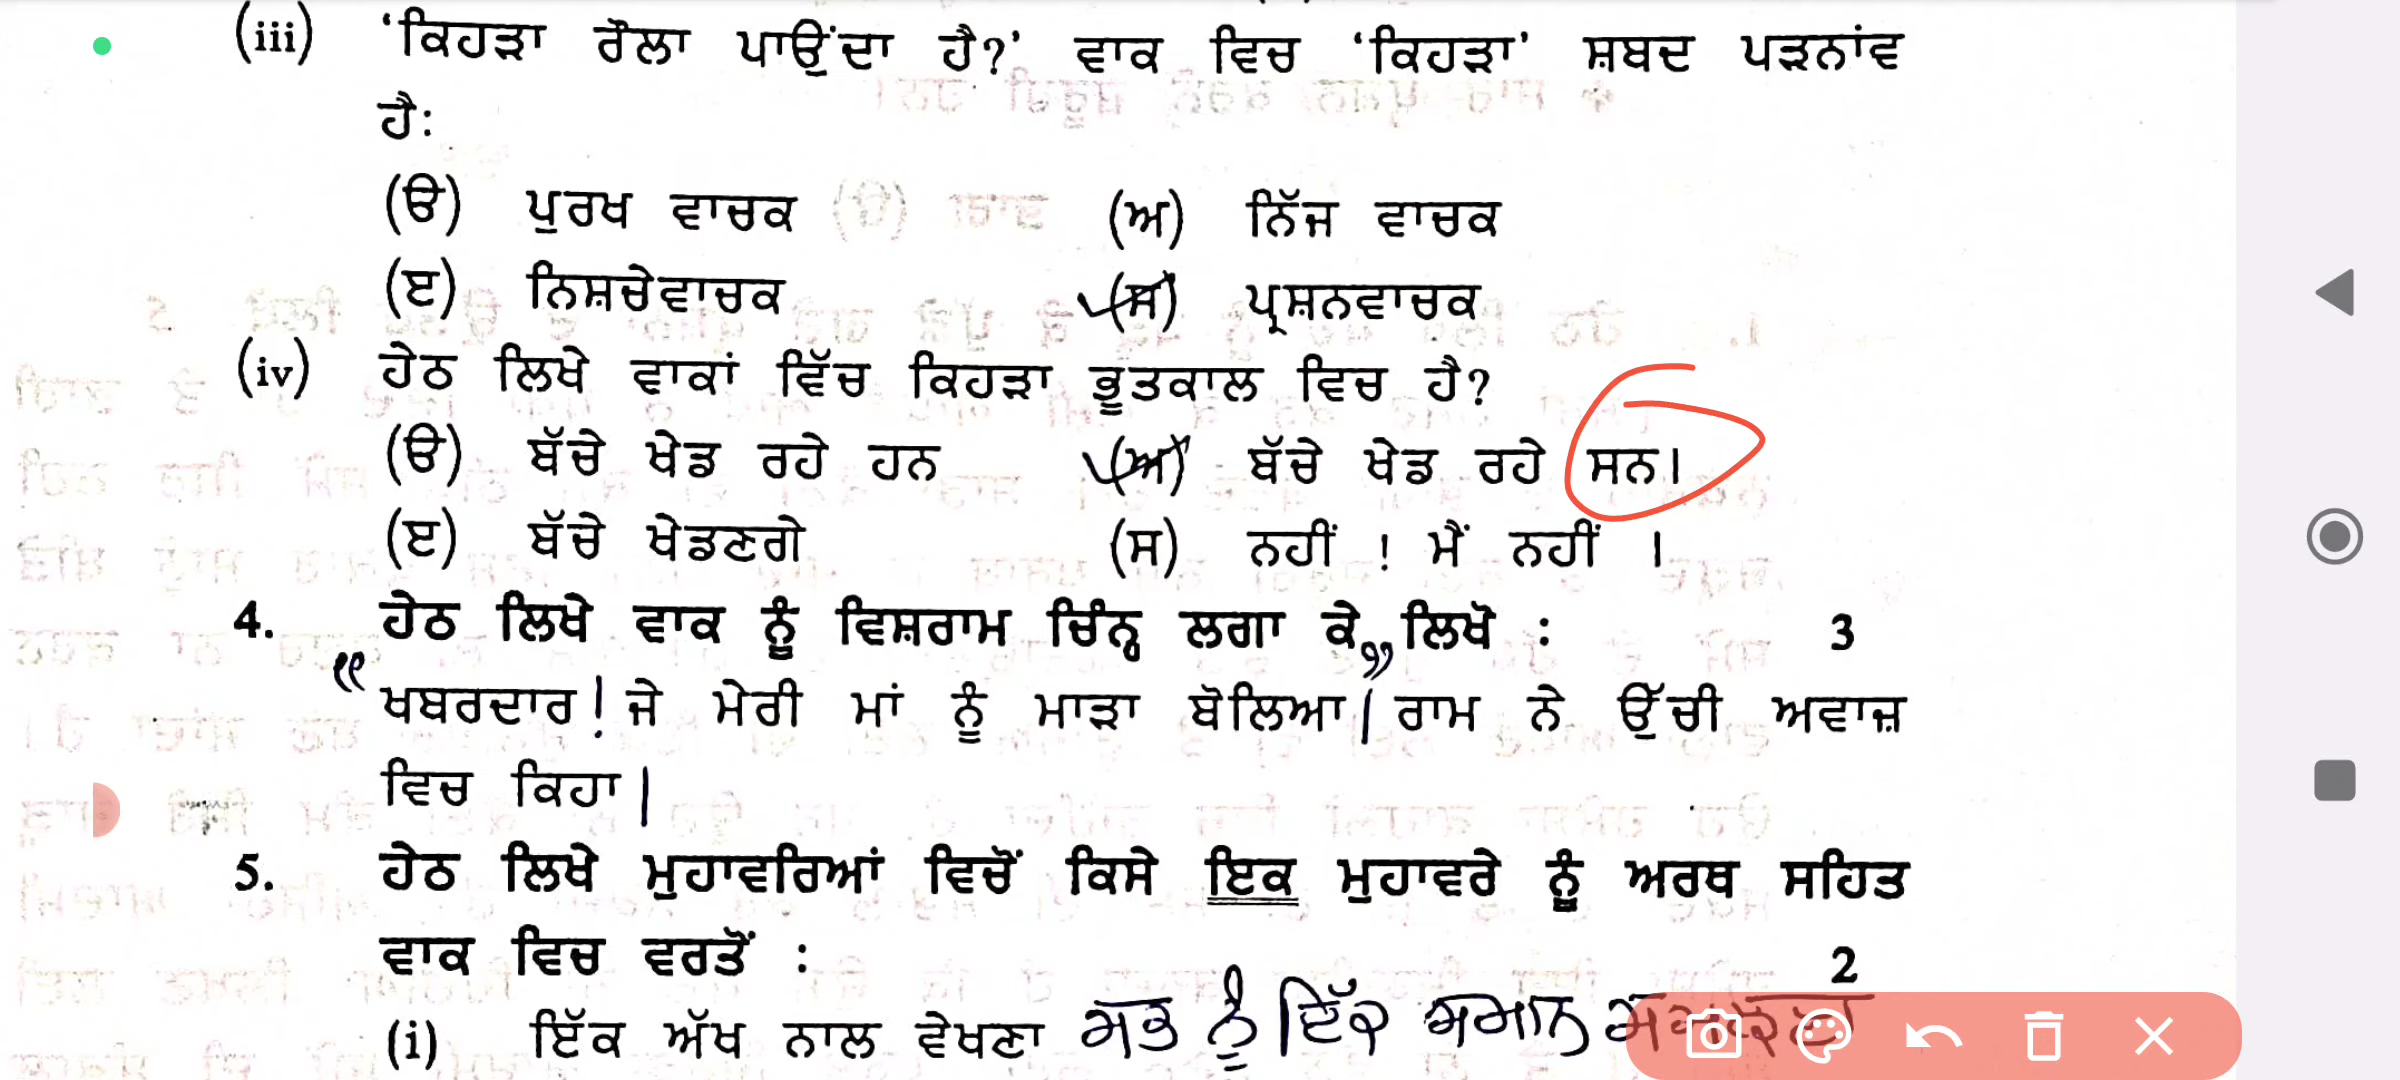 (iii) ‘ਕਿਹੜਾ ਰੌਲਾ ਪਾਉਂਦਾ ਹੈ?’ ਵਾਕ ਵਿਚ ‘ਕਿਹੜਾ’ ਸ਼ਬਦ ਪੜਨਾਂਵ
ਹੈ:
(ੳ) ਪੁਰਖ ਵਾਚਕ (ਅ) ਨਿੱਜ ਵਾਚਕ
(ੲ) ਨਿਸ਼ਚੇਵਾਚਕ (ਸ) ਪ੍ਰਸ਼ਨਵਾਚਕ
(iv) ਹੇਠ ਲਿਖੇ ਵਾਕਾਂ ਵਿੱਚ ਕਿਹੜਾ ਭੂਤਕਾਲ ਵਿਚ ਹੈ?
(ੳ) ਬੱਚੇ ਖੇਡ ਰਹੇ ਹਨ (ਅ) ਬੱਚੇ ਖੇਡ ਰਹੇ ਸਨ।
(ੲ) ਬੱਚੇ ਖੇਡਣਗੇ (ਸ) ਨਹੀਂ ! ਮੈਂ ਨਹੀਂ ।
4. ਹੇਠ ਲਿਖੇ ਵਾਕ ਨੂੰ ਵਿਸ਼ਰਾਮ ਚਿੰਨ੍ਹ ਲਗਾ ਕੇ ਲਿਖੋ : 3
“ਖਬਰਦਾਰ! ਜੇ ਮੇਰੀ ਮਾਂ ਨੂੰ ਮਾੜਾ ਬੋਲਿਆ।” ਰਾਮ ਨੇ ਉੱਚੀ ਅਵਾਜ਼
ਵਿਚ ਕਿਹਾ।
5. ਹੇਠ ਲਿਖੇ ਮੁਹਾਵਰਿਆਂ ਵਿਚੋਂ ਕਿਸੇ ਇਕ ਮੁਹਾਵਰੇ ਨੂੰ ਅਰਥ ਸਹਿਤ
ਵਾਕ ਵਿਚ ਵਰਤੋਂ : 2
(i) ਇੱਕ ਅੱਖ ਨਾਲ ਵੇਖਣਾ ਸਭ ਨੂੰ ਇੱਕ ਸਮਾਨ